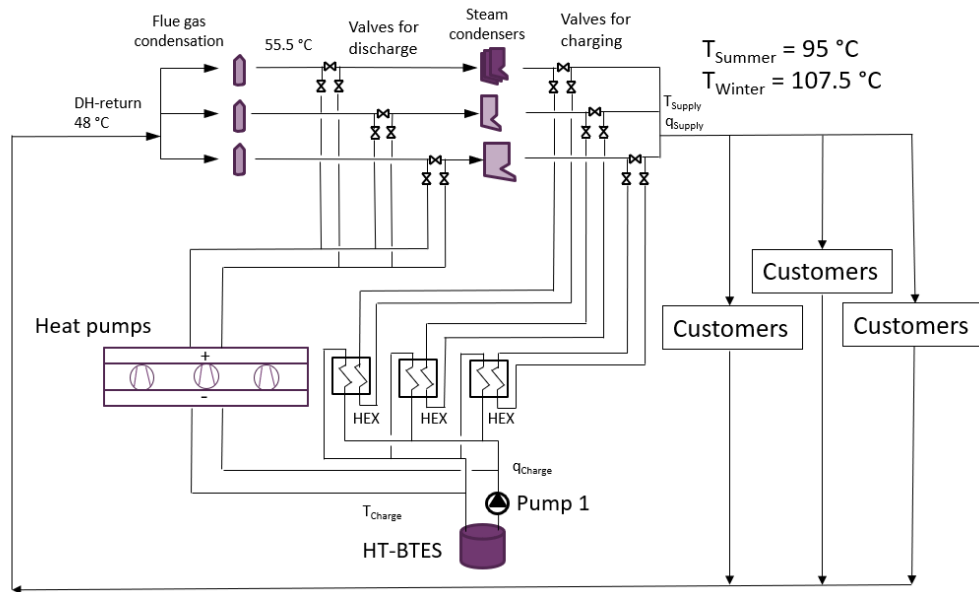 Flue gas
condensation
55.5 °C
Valves for
discharge
Steam
condensers
Valves for
charging
T_Summer = 95 °C
T_Winter = 107.5 °C
DH-return
48 °C
T_Supply
q_Supply
Customers
Customers
Customers
Heat pumps
+
-
HEX
HEX
HEX
q_Charge
T_Charge
Pump 1
HT-BTES